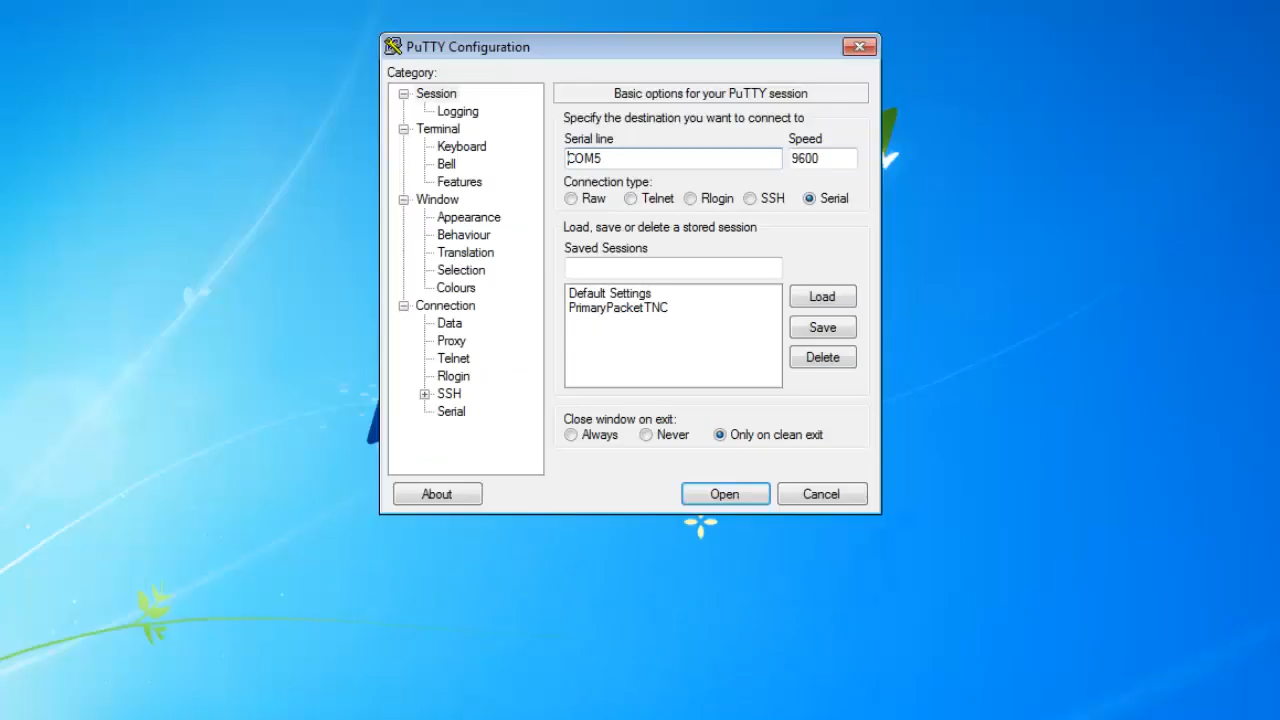 PuTTY Configuration
Category:
Session
Logging
Terminal
Keyboard
Bell
Features
Window
Appearance
Behaviour
Translation
Selection
Colours
Connection
Data
Proxy
Telnet
Rlogin
SSH
Serial
Basic options for your PuTTY session
Specify the destination you want to connect to
Serial line Speed
COM5 9600
Connection type:
Raw Telnet Rlogin SSH Serial
Load, save or delete a stored session
Saved Sessions
Default Settings
PrimaryPacketTNC
Load
Save
Delete
Close window on exit:
Always Never Only on clean exit
About Open Cancel